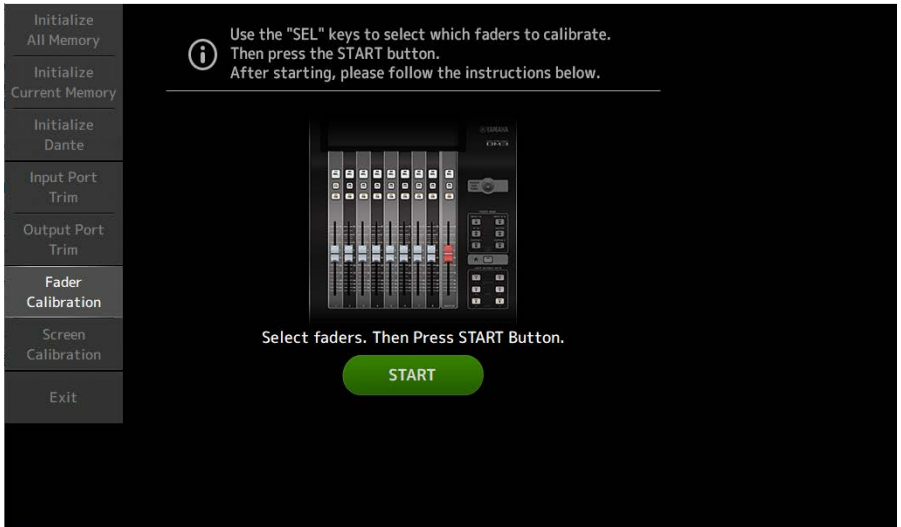 Initialize
All Memory
Initialize
Current Memory
Initialize
Dante
Input Port
Trim
Output Port
Trim
Fader
Calibration
Screen
Calibration
Exit
Use the "SEL" keys to select which faders to calibrate.
Then press the START button.
After starting, please follow the instructions below.
YAMAHA
DM3
Select faders. Then Press START Button.
START